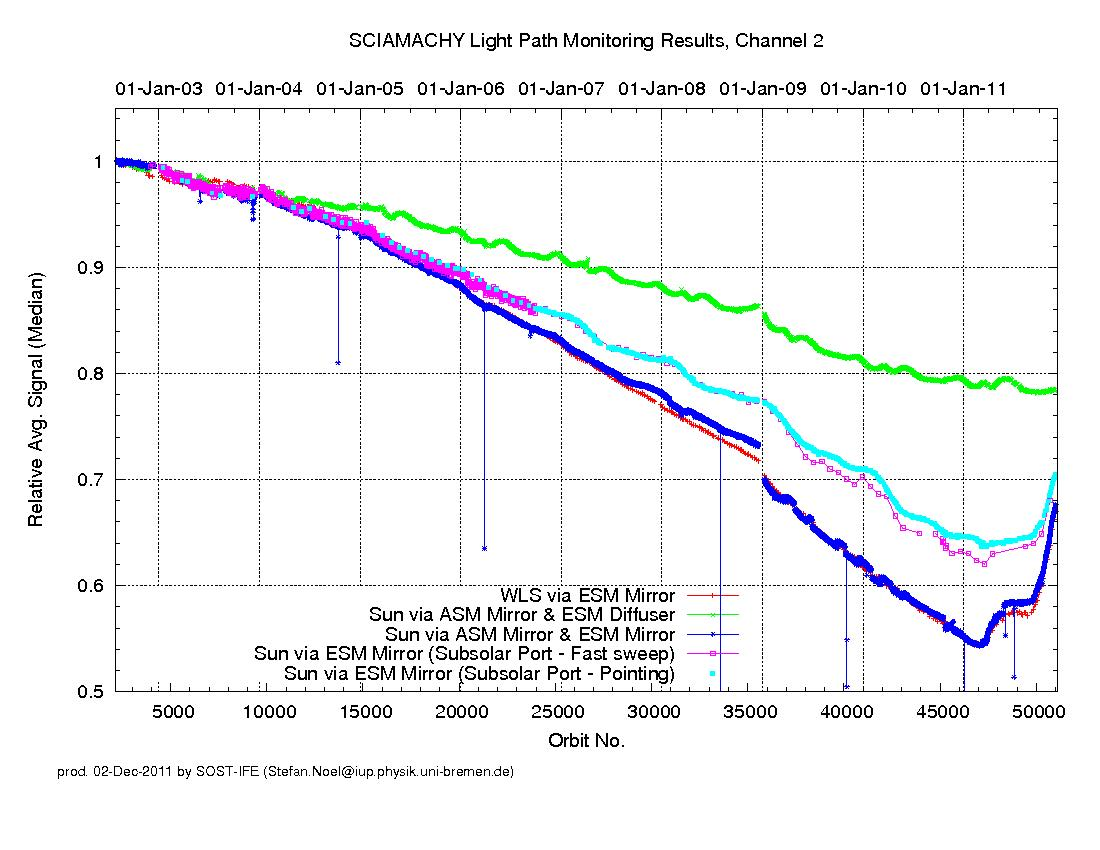 SCIAMACHY Light Path Monitoring Results, Channel 2
01-Jan-03 01-Jan-04 01-Jan-05 01-Jan-06 01-Jan-07 01-Jan-08 01-Jan-09 01-Jan-10 01-Jan-11
1
0.9
0.8
0.7
0.6
0.5
Relative Avg. Signal (Median)
WLS via ESM Mirror
Sun via ASM Mirror & ESM Diffuser
Sun via ASM Mirror & ESM Mirror
Sun via ESM Mirror (Subsolar Port - Fast sweep)
Sun via ESM Mirror (Subsolar Port - Pointing)
5000 10000 15000 20000 25000 30000 35000 40000 45000 50000
Orbit No.
prod. 02-Dec-2011 by SOST-IFE (Stefan.Noel@iup.physik.uni-bremen.de)